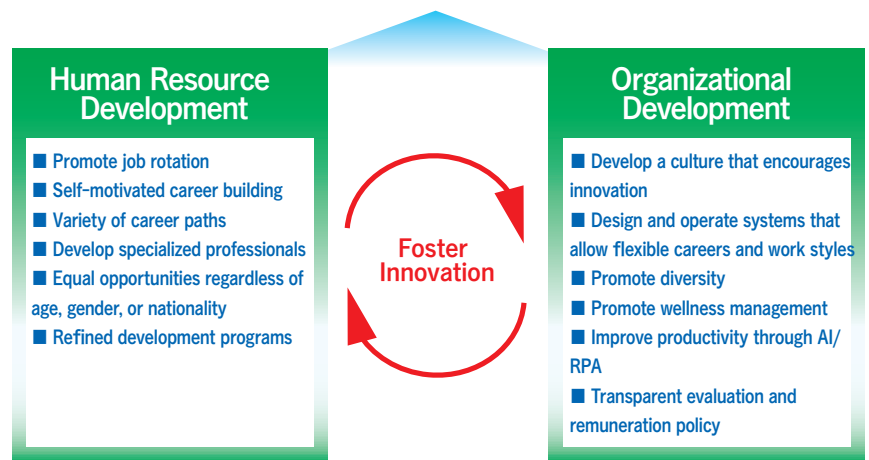 Human Resource
Development
■ Promote job rotation
■ Self-motivated career building
■ Variety of career paths
■ Develop specialized professionals
■ Equal opportunities regardless of
age, gender, or nationality
■ Refined development programs
Foster
Innovation
Organizational
Development
■ Develop a culture that encourages
innovation
■ Design and operate systems that
allow flexible careers and work styles
■ Promote diversity
■ Promote wellness management
■ Improve productivity through AI/
RPA
■ Transparent evaluation and
remuneration policy